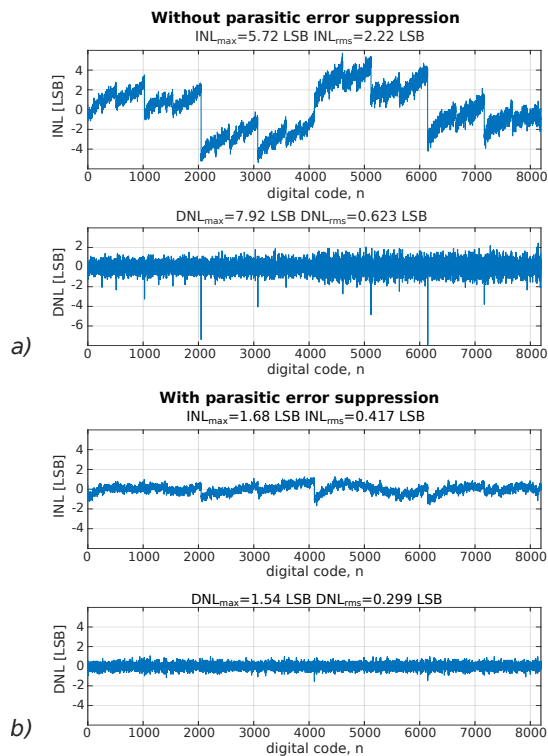 Without parasitic error suppression
INLmax=5.72 LSB INLrms=2.22 LSB
INL [LSB]
4
2
0
-2
-4
0 1000 2000 3000 4000 5000 6000 7000 8000
digital code, n
DNLmax=7.92 LSB DNLrms=0.623 LSB
DNL [LSB]
2
0
-2
-4
-6
0 1000 2000 3000 4000 5000 6000 7000 8000
digital code, n
a)
With parasitic error suppression
INLmax=1.68 LSB INLrms=0.417 LSB
INL [LSB]
4
2
0
-2
-4
0 1000 2000 3000 4000 5000 6000 7000 8000
digital code, n
DNLmax=1.54 LSB DNLrms=0.299 LSB
DNL [LSB]
4
2
0
-2
-4
0 1000 2000 3000 4000 5000 6000 7000 8000
digital code, n
b)